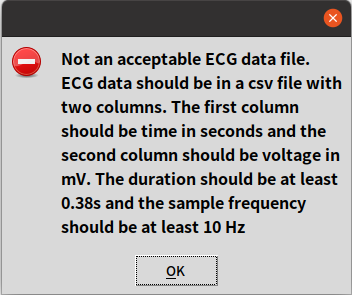 Not an acceptable ECG data file.
ECG data should be in a csv file with
two columns. The first column
should be time in seconds and the
second column should be voltage in
mV. The duration should be at least
0.38s and the sample frequency
should be at least 10 Hz
OK